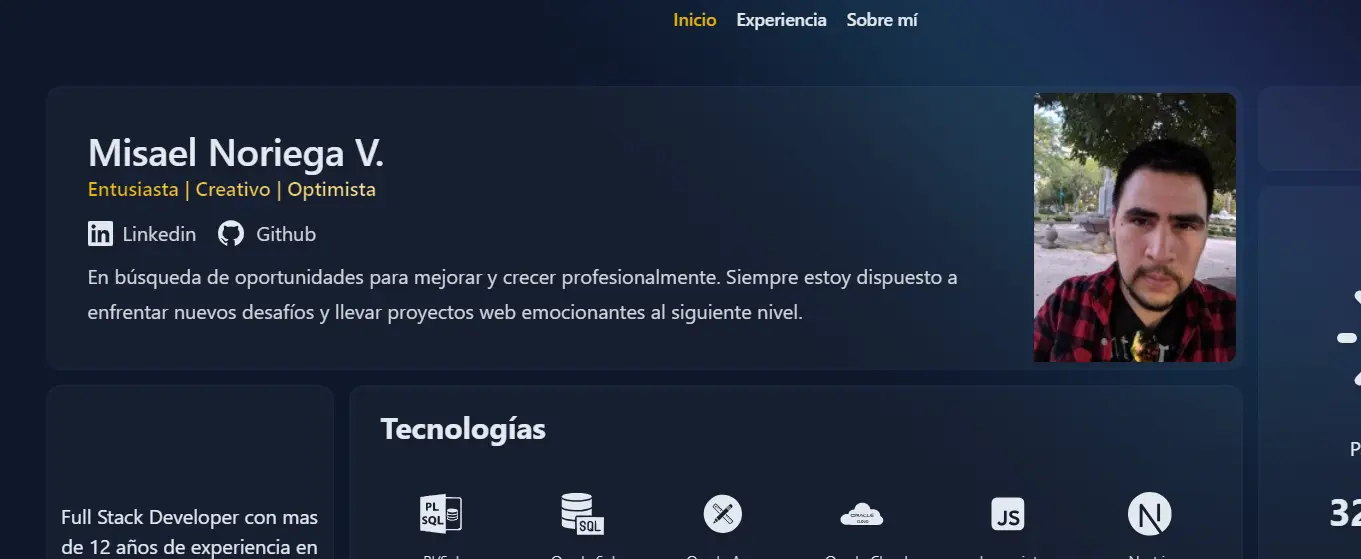 Inicio Experiencia Sobre mí
Misael Noriega V.
Entusiasta | Creativo | Optimista
Linkedin Github
En búsqueda de oportunidades para mejorar y crecer profesionalmente. Siempre estoy dispuesto a
enfrentar nuevos desafíos y llevar proyectos web emocionantes al siguiente nivel.
Tecnologías
PL
SQL
SQL
ORACLE
CLOUD
JS
Full Stack Developer con mas
de 12 años de experiencia en
32